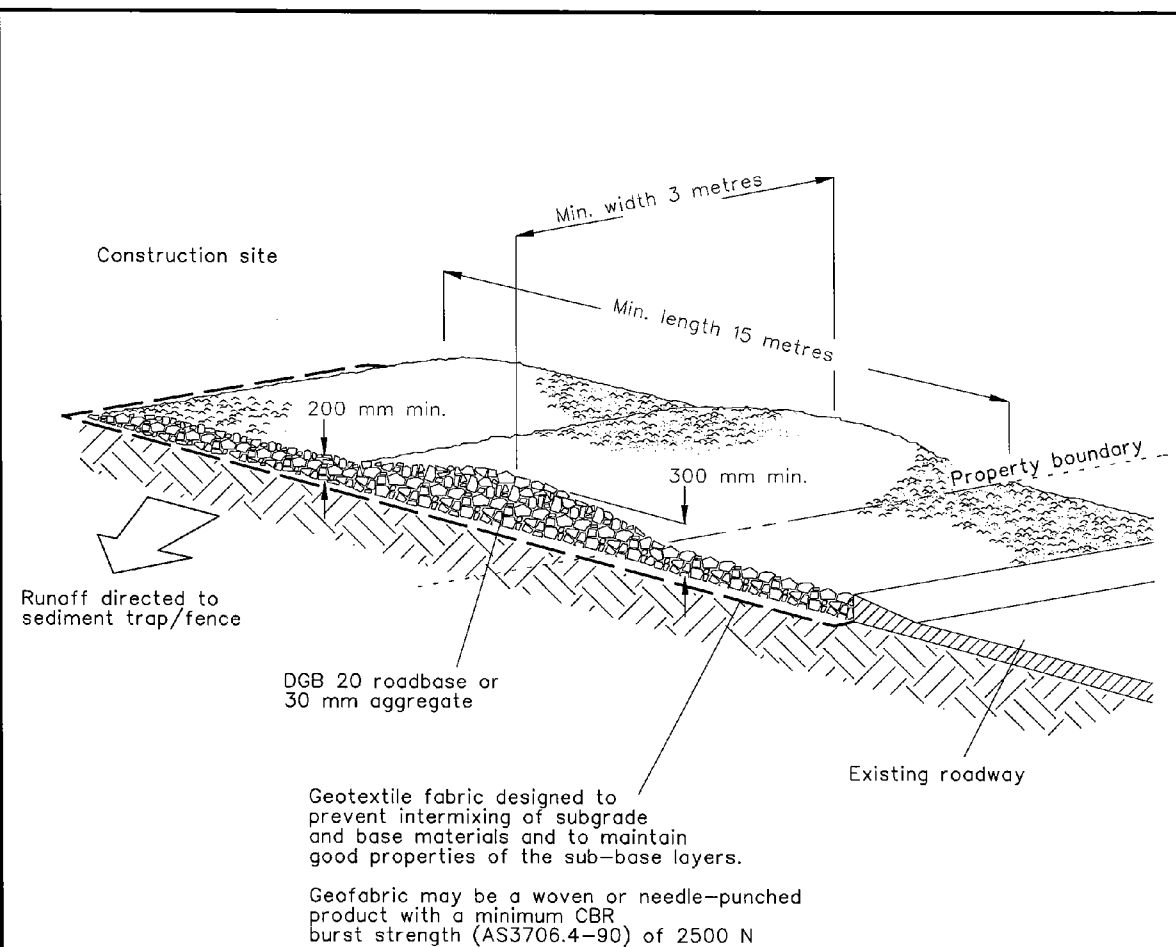 Min. width 3 metres
Construction site
Min. length 15 metres
200 mm min.
Property boundary
300 mm min.
Runoff directed to
sediment trap/fence
DGB 20 roadbase or
30 mm aggregate
Existing roadway
Geotextile fabric designed to
prevent intermixing of subgrade
and base materials and to maintain
good properties of the sub-base layers.
Geofabric may be a woven or needle-punched
product with a minimum CBR
burst strength (AS3706.4-90) of 2500 N